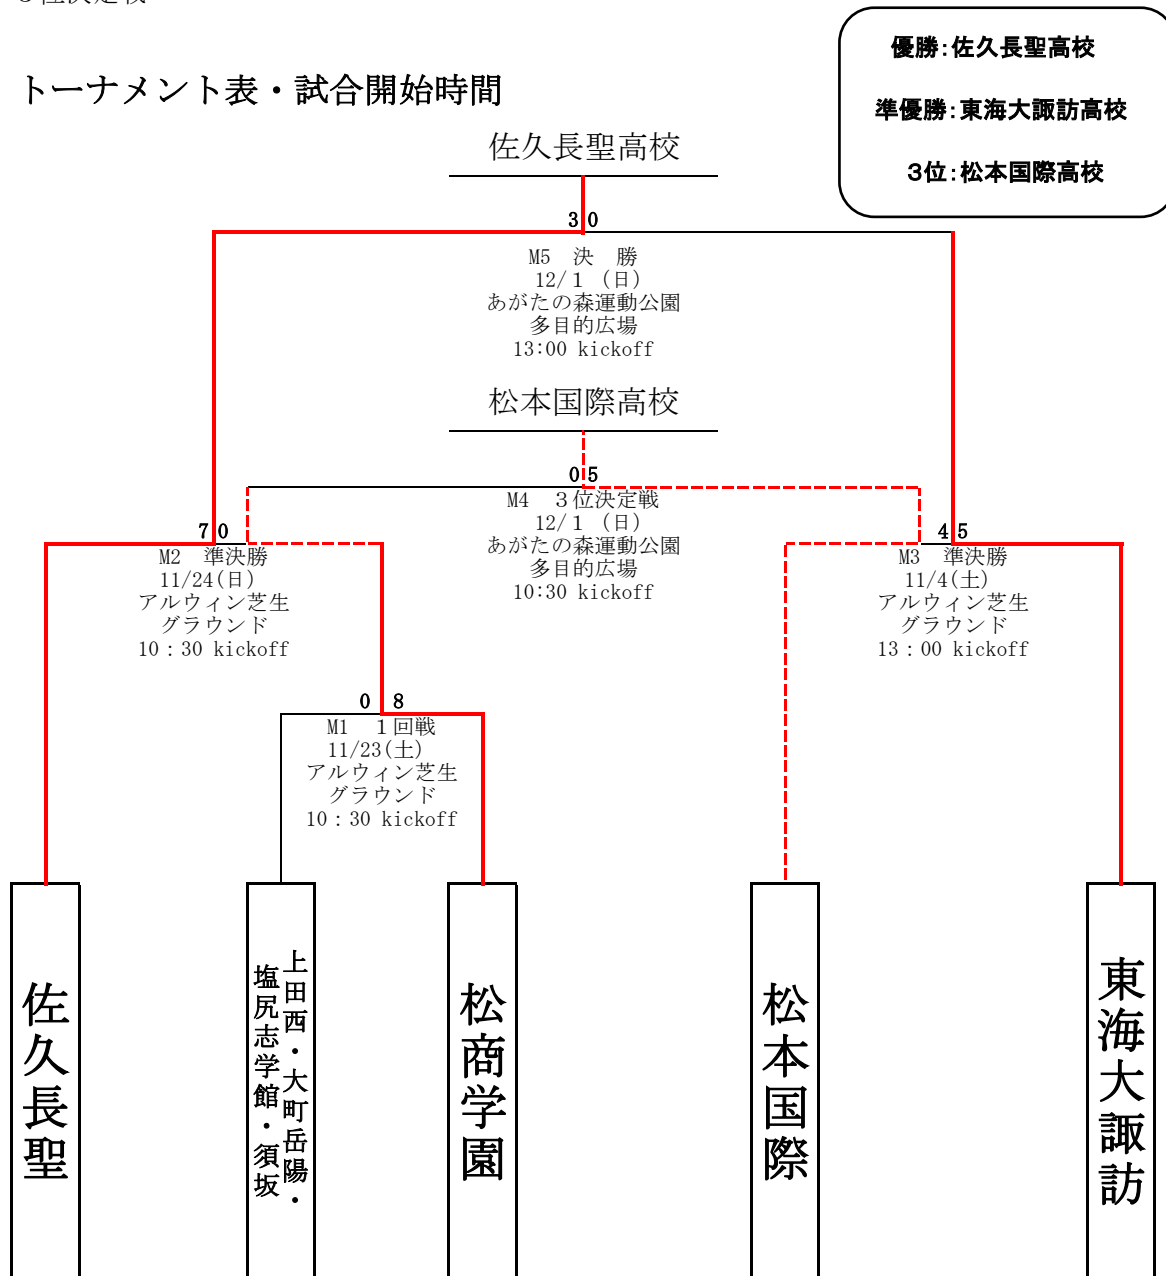 優勝：佐久長聖高校
準優勝：東海大諏訪高校
3位：松本国際高校
トーナメント表・試合開始時間
佐久長聖高校
3 0
M5　決　勝
12/１（日）
あがたの森運動公園
多目的広場
13:00 kickoff
松本国際高校
0 5
M4　３位決定戦
12/１（日）
あがたの森運動公園
多目的広場
10:30 kickoff
7 0
M2　準決勝
11/24(日)
アルウィン芝生
グラウンド
10：30 kickoff
4 5
M3　準決勝
11/4(土)
アルウィン芝生
グラウンド
13：00 kickoff
0 8
M1　１回戦
11/23(土)
アルウィン芝生
グラウンド
10：30 kickoff
佐久長聖
上田西・大町岳陽・
塩尻志学館・須坂
松商学園
松本国際
東海大諏訪